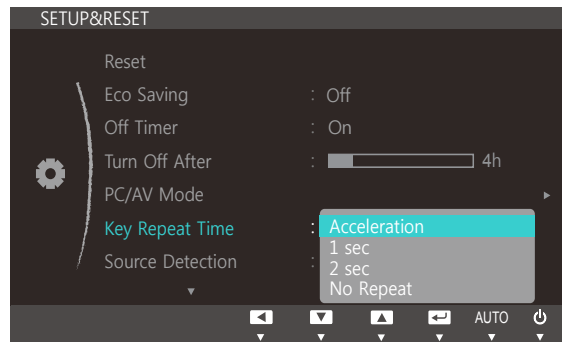 SETUP&RESET
Reset
Eco Saving : Off
Off Timer : On
Turn Off After : 4h
PC/AV Mode
Key Repeat Time : Acceleration
1 sec
2 sec
No Repeat
Source Detection :
AUTO